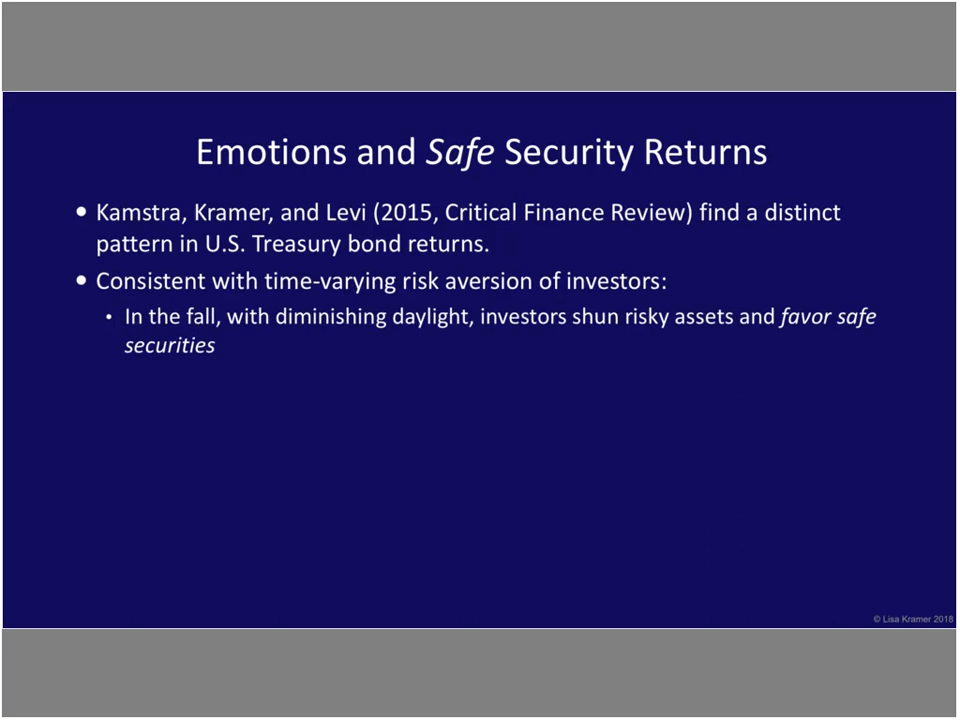 Emotions and Safe Security Returns
• Kamstra, Kramer, and Levi (2015, Critical Finance Review) find a distinct
pattern in U.S. Treasury bond returns.
• Consistent with time-varying risk aversion of investors:
• In the fall, with diminishing daylight, investors shun risky assets and favor safe
securities
© Lisa Kramer 2018